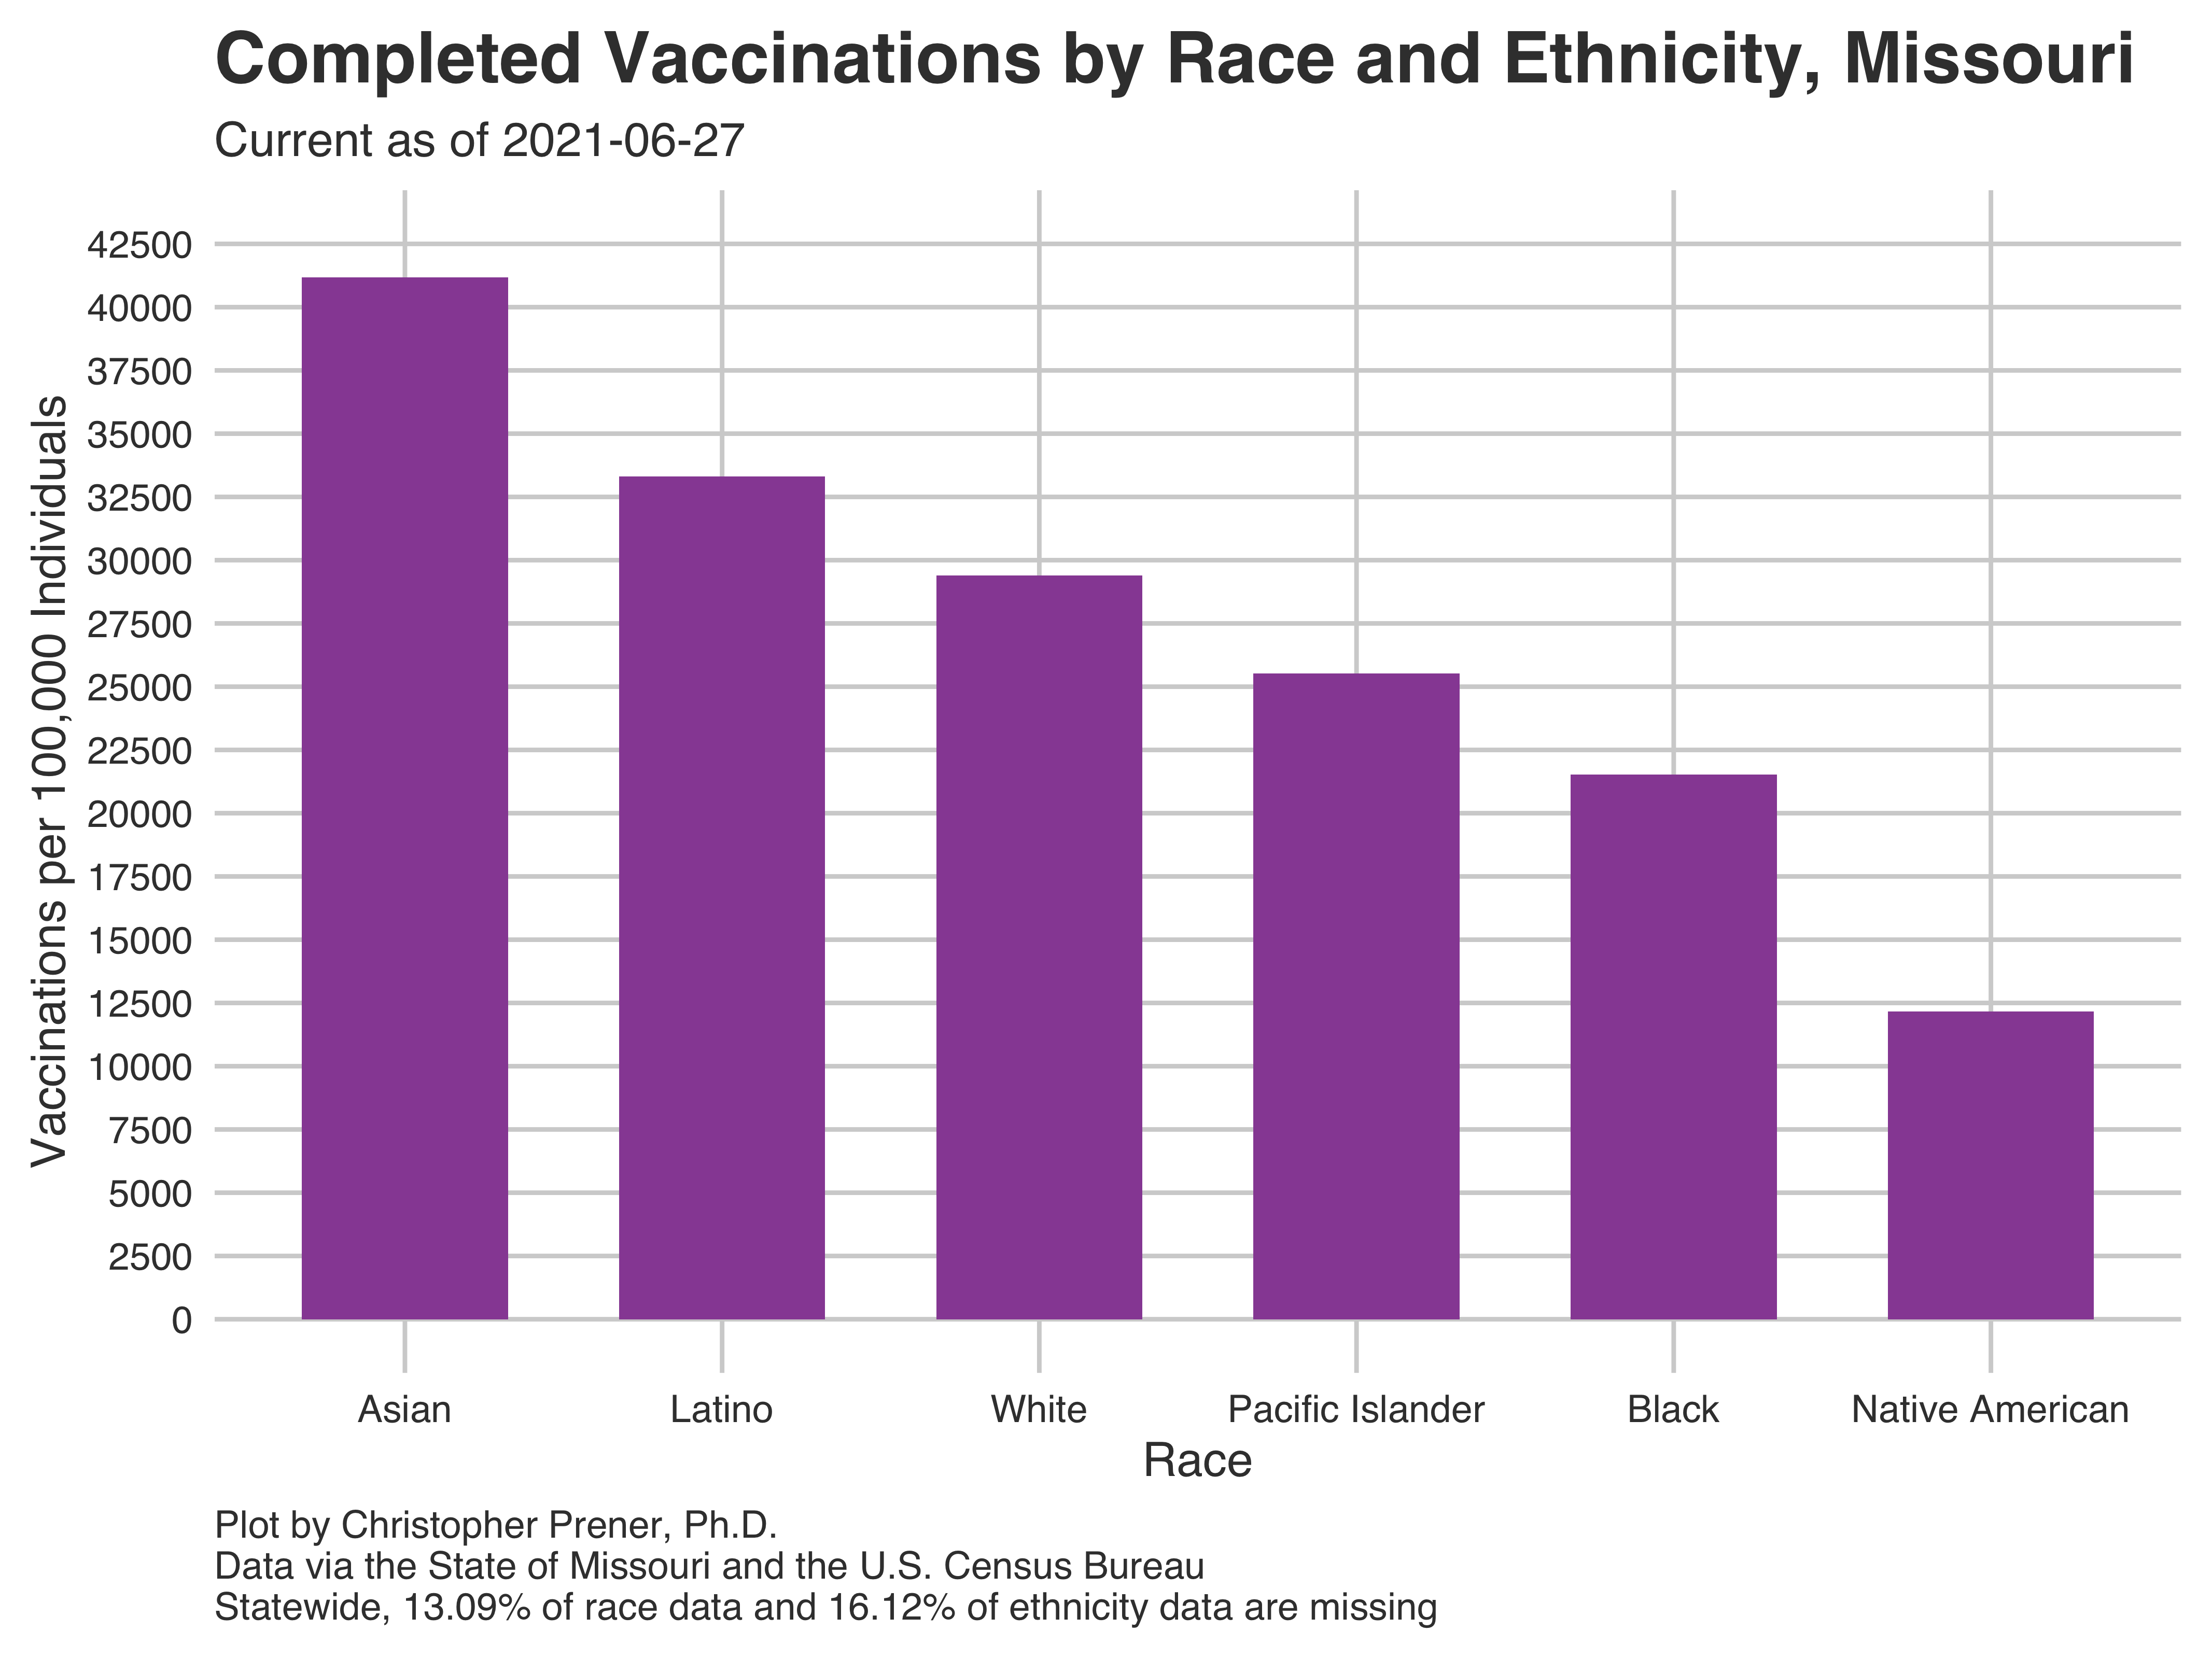 Completed Vaccinations by Race and Ethnicity, Missouri
Current as of 2021-06-27
Vaccinations per 100,000 Individuals
42500
40000
37500
35000
32500
30000
27500
25000
22500
20000
17500
15000
12500
10000
7500
5000
2500
0
Asian Latino White Pacific Islander Black Native American
Race
Plot by Christopher Prener, Ph.D.
Data via the State of Missouri and the U.S. Census Bureau
Statewide, 13.09% of race data and 16.12% of ethnicity data are missing